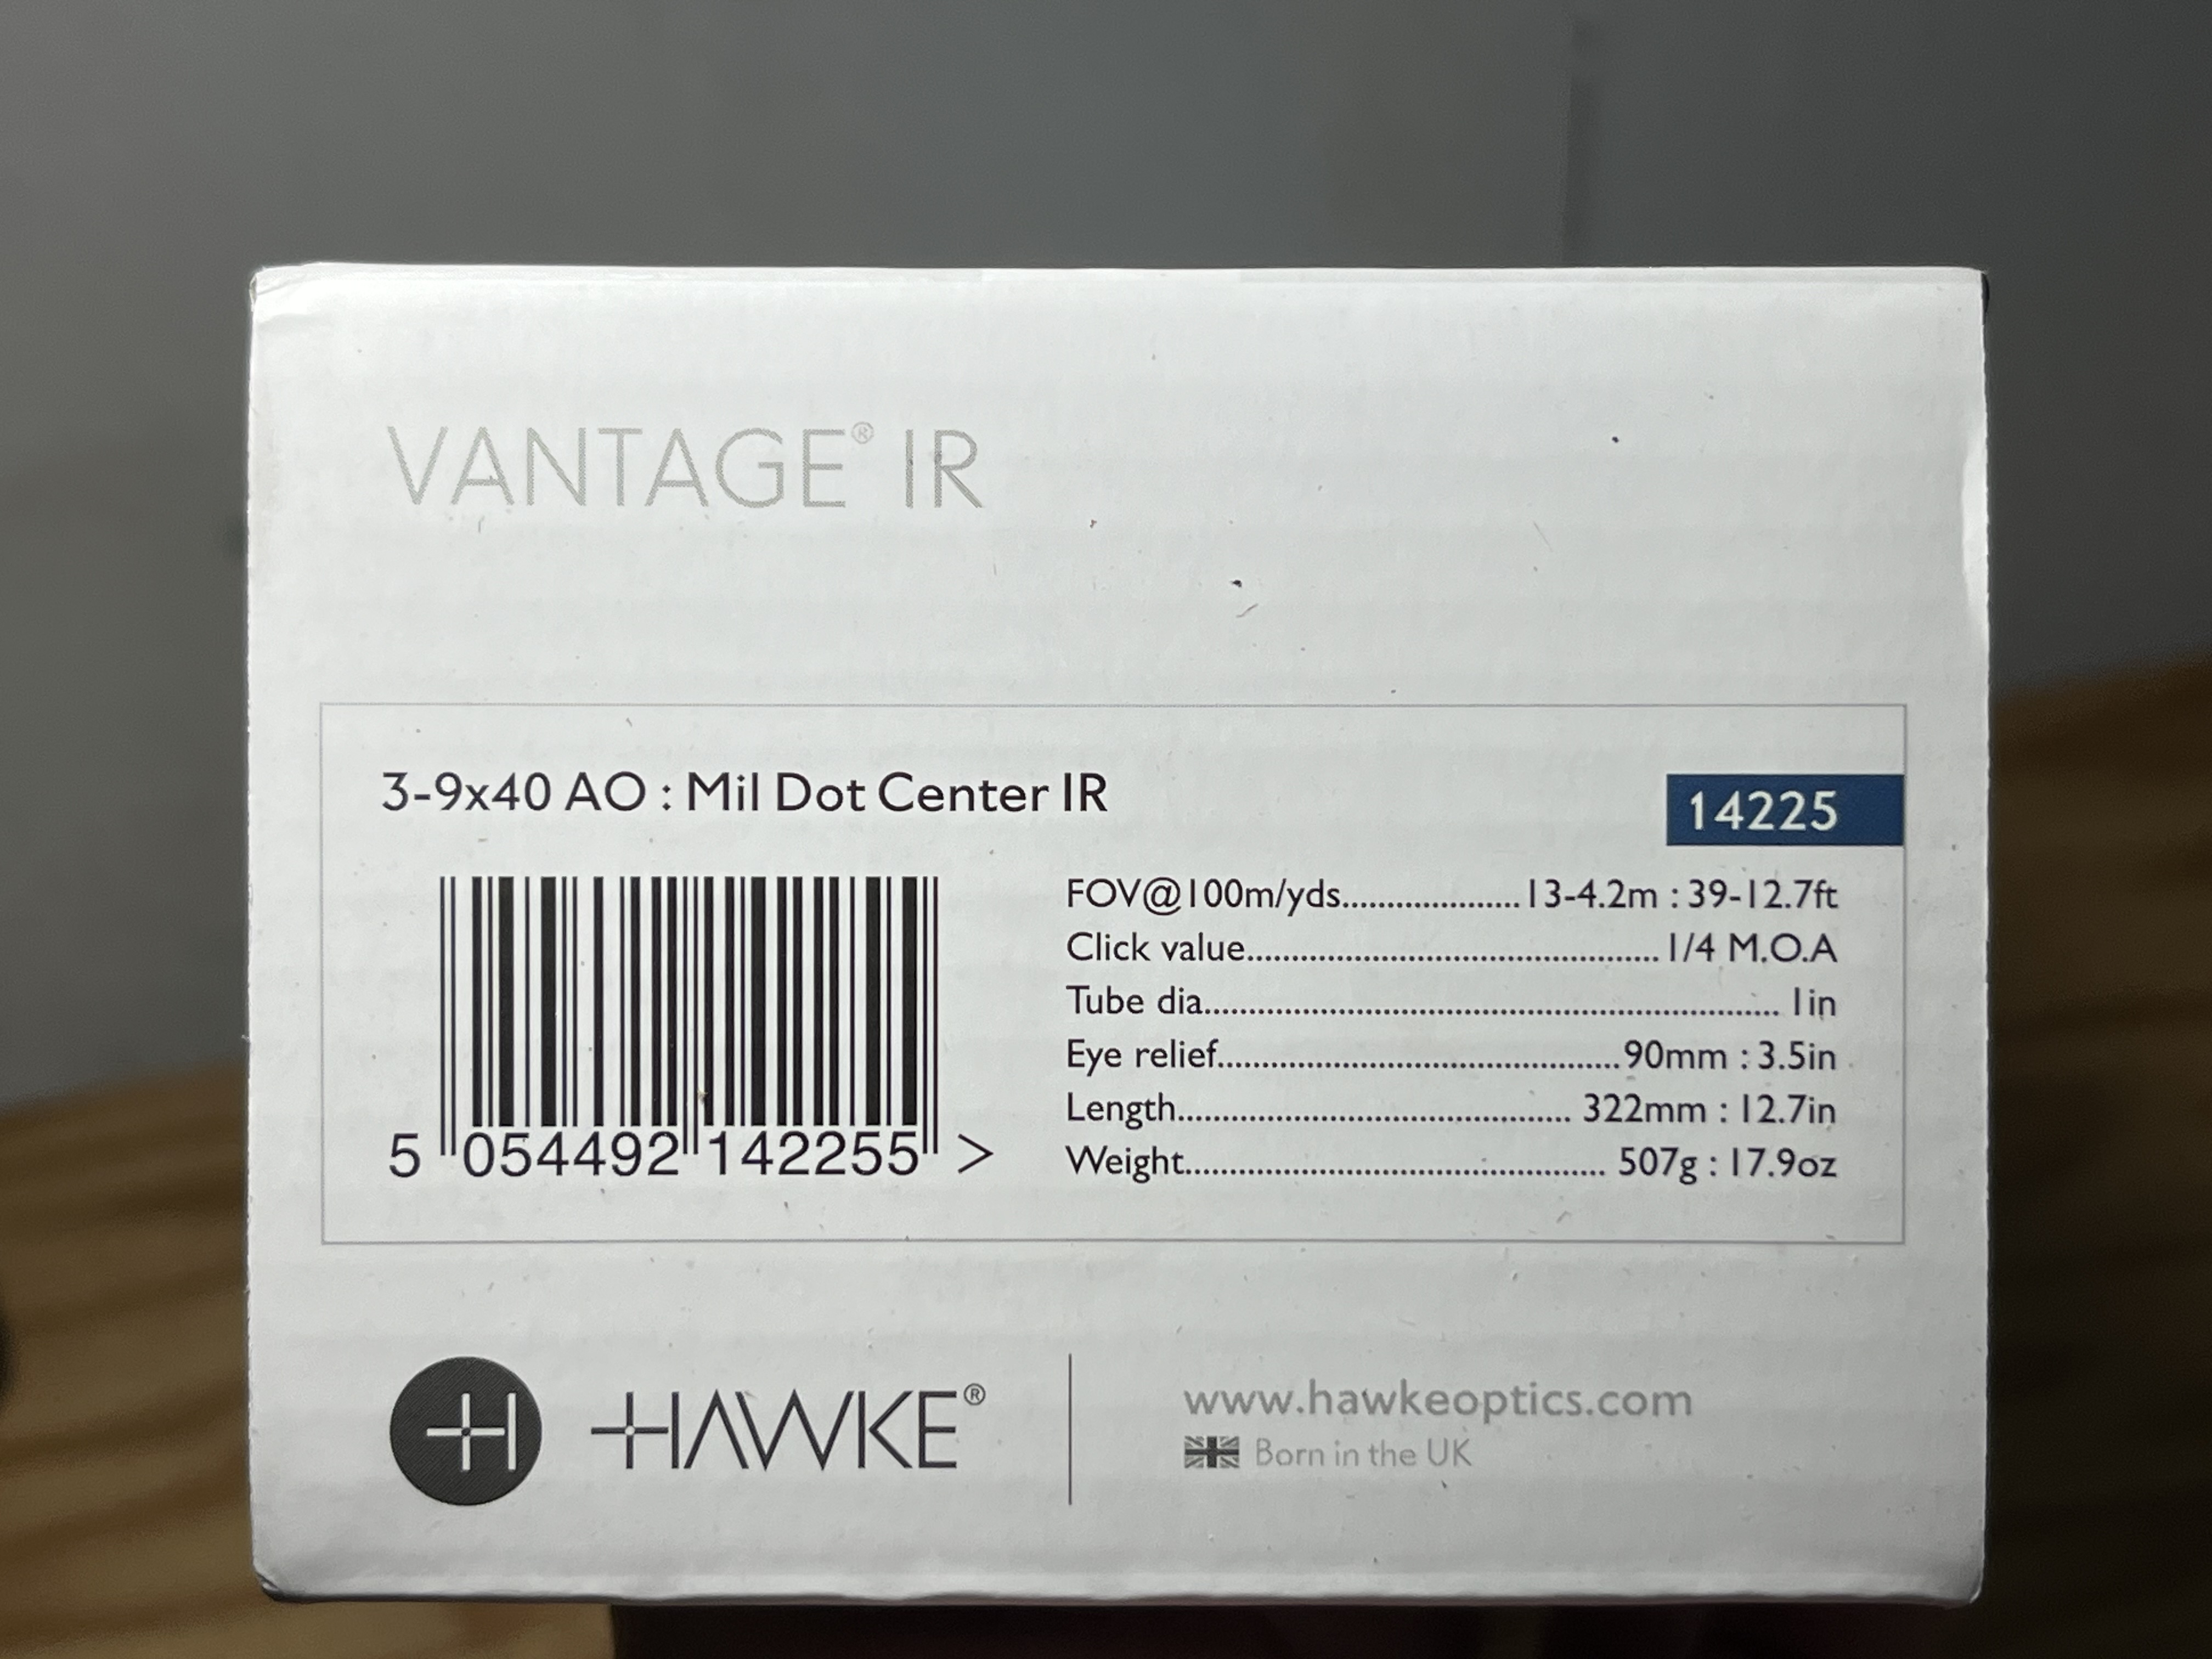 VANTAGE® IR
3-9x40 AO : Mil Dot Center IR
14225
FOV@100m/yds....................13-4.2m : 39-12.7ft
Click value..............................................1/4 M.O.A
Tube dia................................................................ 1in
Eye relief.............................................90mm : 3.5in
Length............................................ 322mm : 12.7in
Weight............................................... 507g : 17.9oz
5 054492 142255 >
HAWKE®
www.hawkeoptics.com
Born in the UK